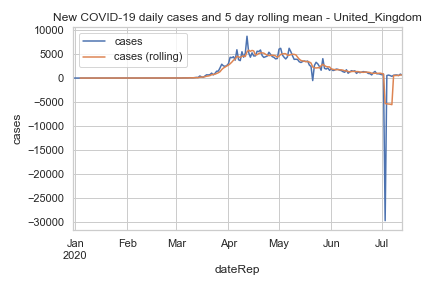 New COVID-19 daily cases and 5 day rolling mean - United_Kingdom
cases
cases (rolling)
10000
5000
0
−5000
−10000
−15000
−20000
−25000
−30000
cases
Jan Feb Mar Apr May Jun Jul
2020
dateRep